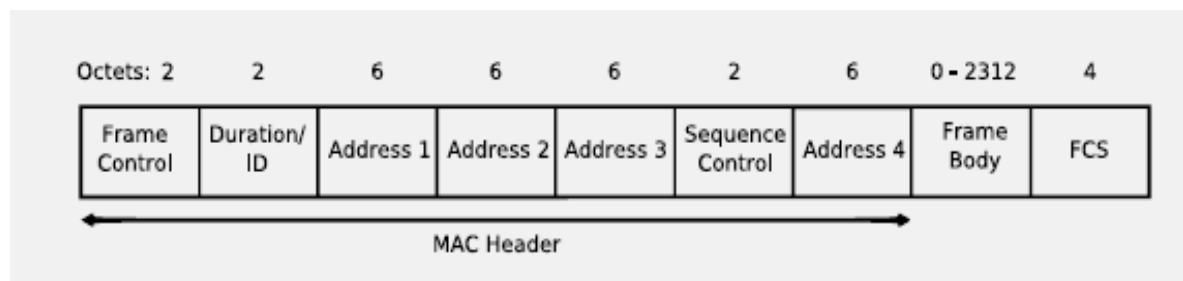 Octets: 2 2 6 6 6 2 6 0 - 2312 4
Frame Control
Duration/ ID
Address 1
Address 2
Address 3
Sequence Control
Address 4
Frame Body
FCS
MAC Header